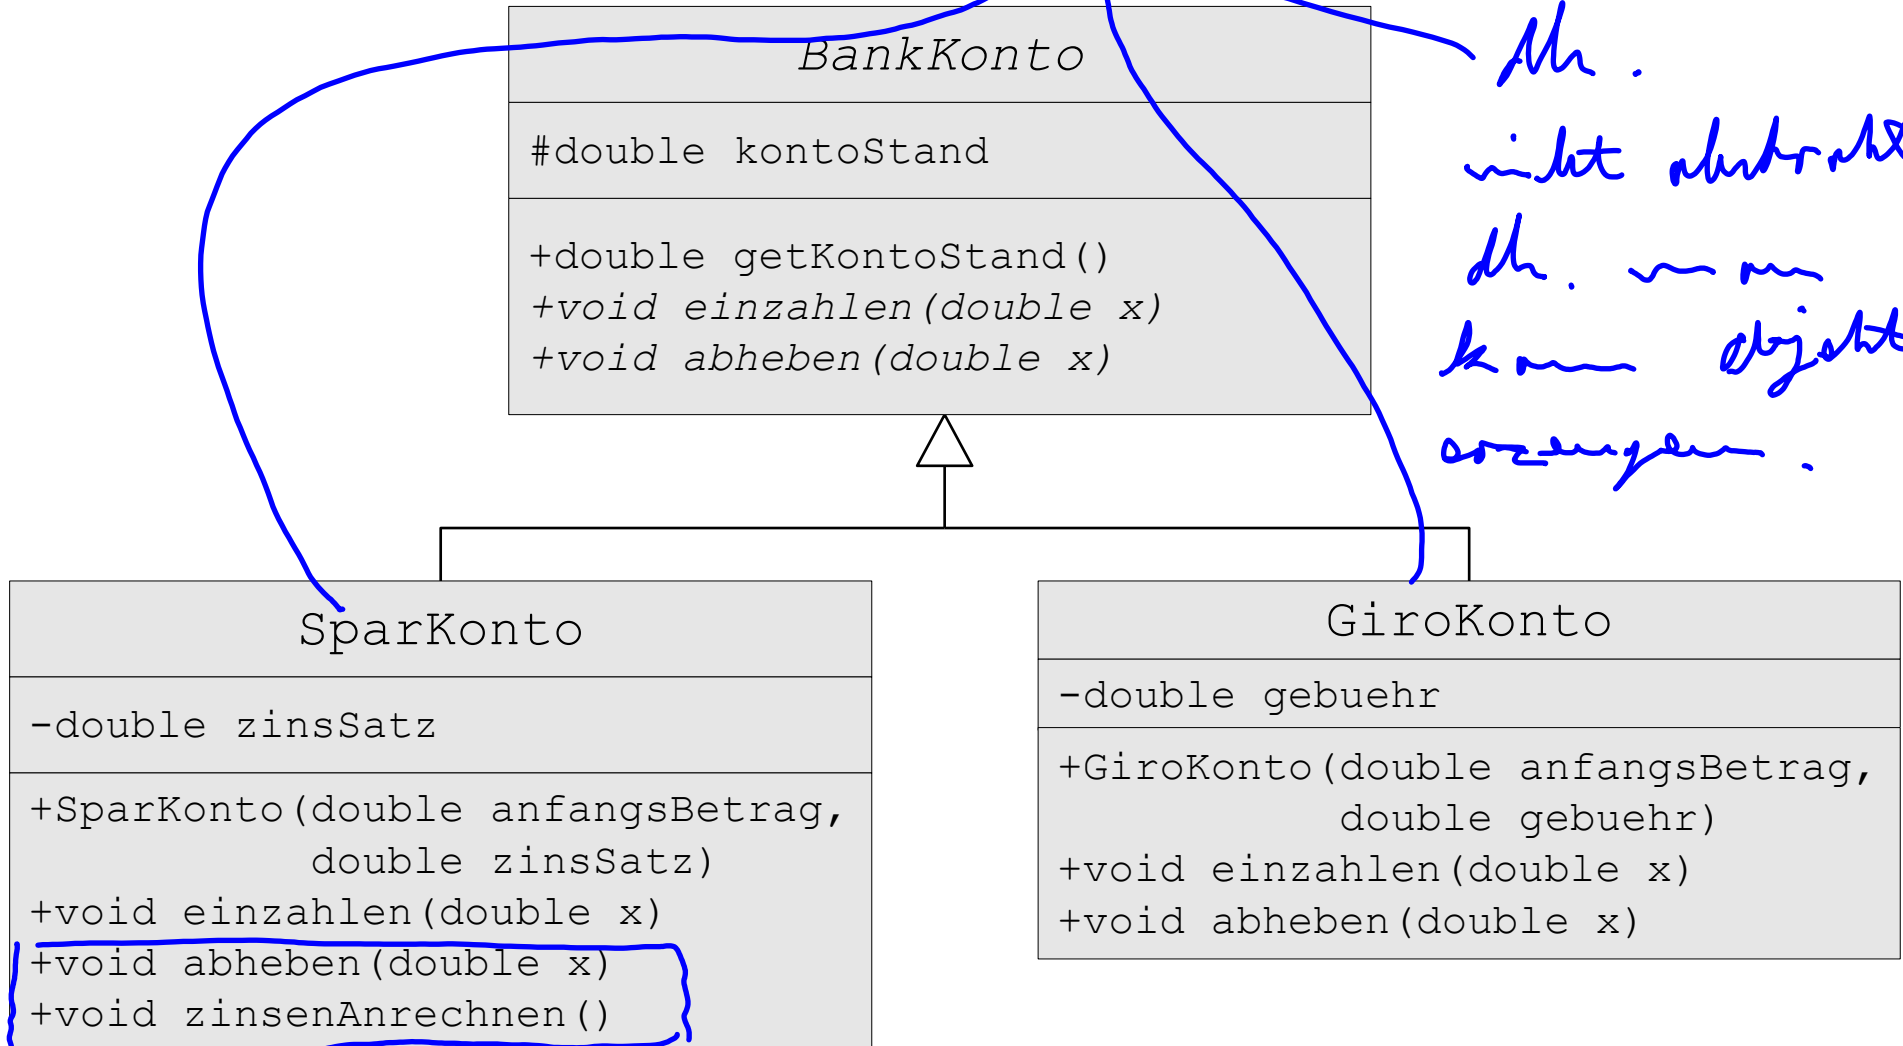 BankKonto
#double kontoStand
+double getKontoStand()
+void einzahlen(double x)
+void abheben(double x)
dh.
nicht abstrakt
dh. man
kann objekt
erzeugen.
SparKonto
-double zinsSatz
+SparKonto(double anfangsBetrag,
double zinsSatz)
+void einzahlen(double x)
+void abheben(double x)
+void zinsenAnrechnen()
GiroKonto
-double gebuehr
+GiroKonto(double anfangsBetrag,
double gebuehr)
+void einzahlen(double x)
+void abheben(double x)